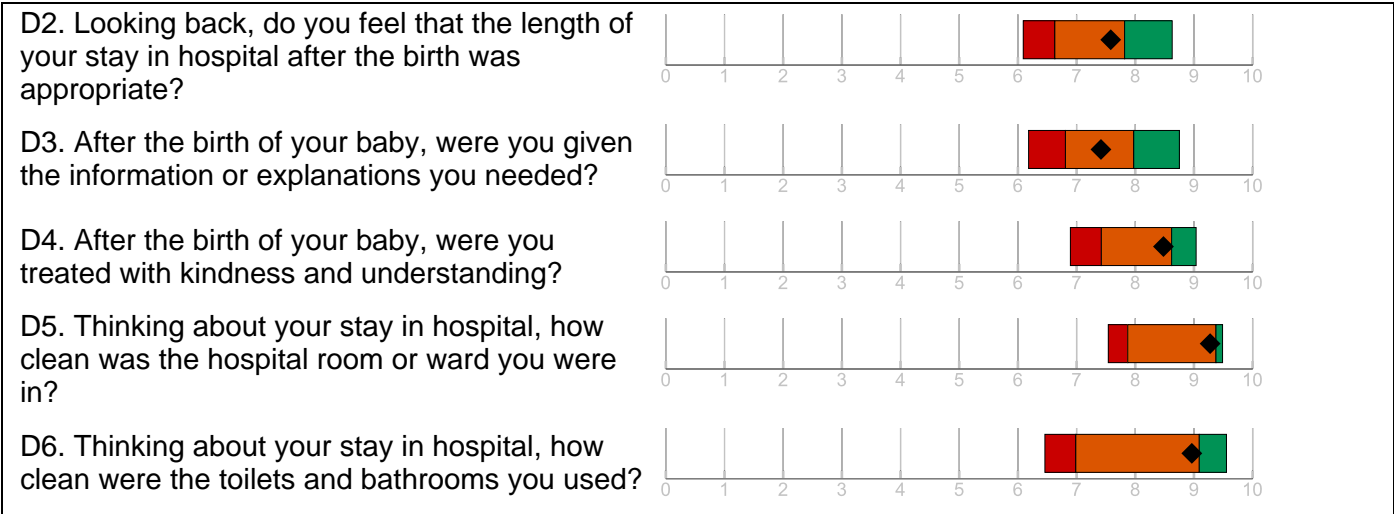 D2. Looking back, do you feel that the length of
your stay in hospital after the birth was
appropriate?
0 1 2 3 4 5 6 7 8 9 10
D3. After the birth of your baby, were you given
the information or explanations you needed?
0 1 2 3 4 5 6 7 8 9 10
D4. After the birth of your baby, were you
treated with kindness and understanding?
0 1 2 3 4 5 6 7 8 9 10
D5. Thinking about your stay in hospital, how
clean was the hospital room or ward you were
in?
0 1 2 3 4 5 6 7 8 9 10
D6. Thinking about your stay in hospital, how
clean were the toilets and bathrooms you used?
0 1 2 3 4 5 6 7 8 9 10